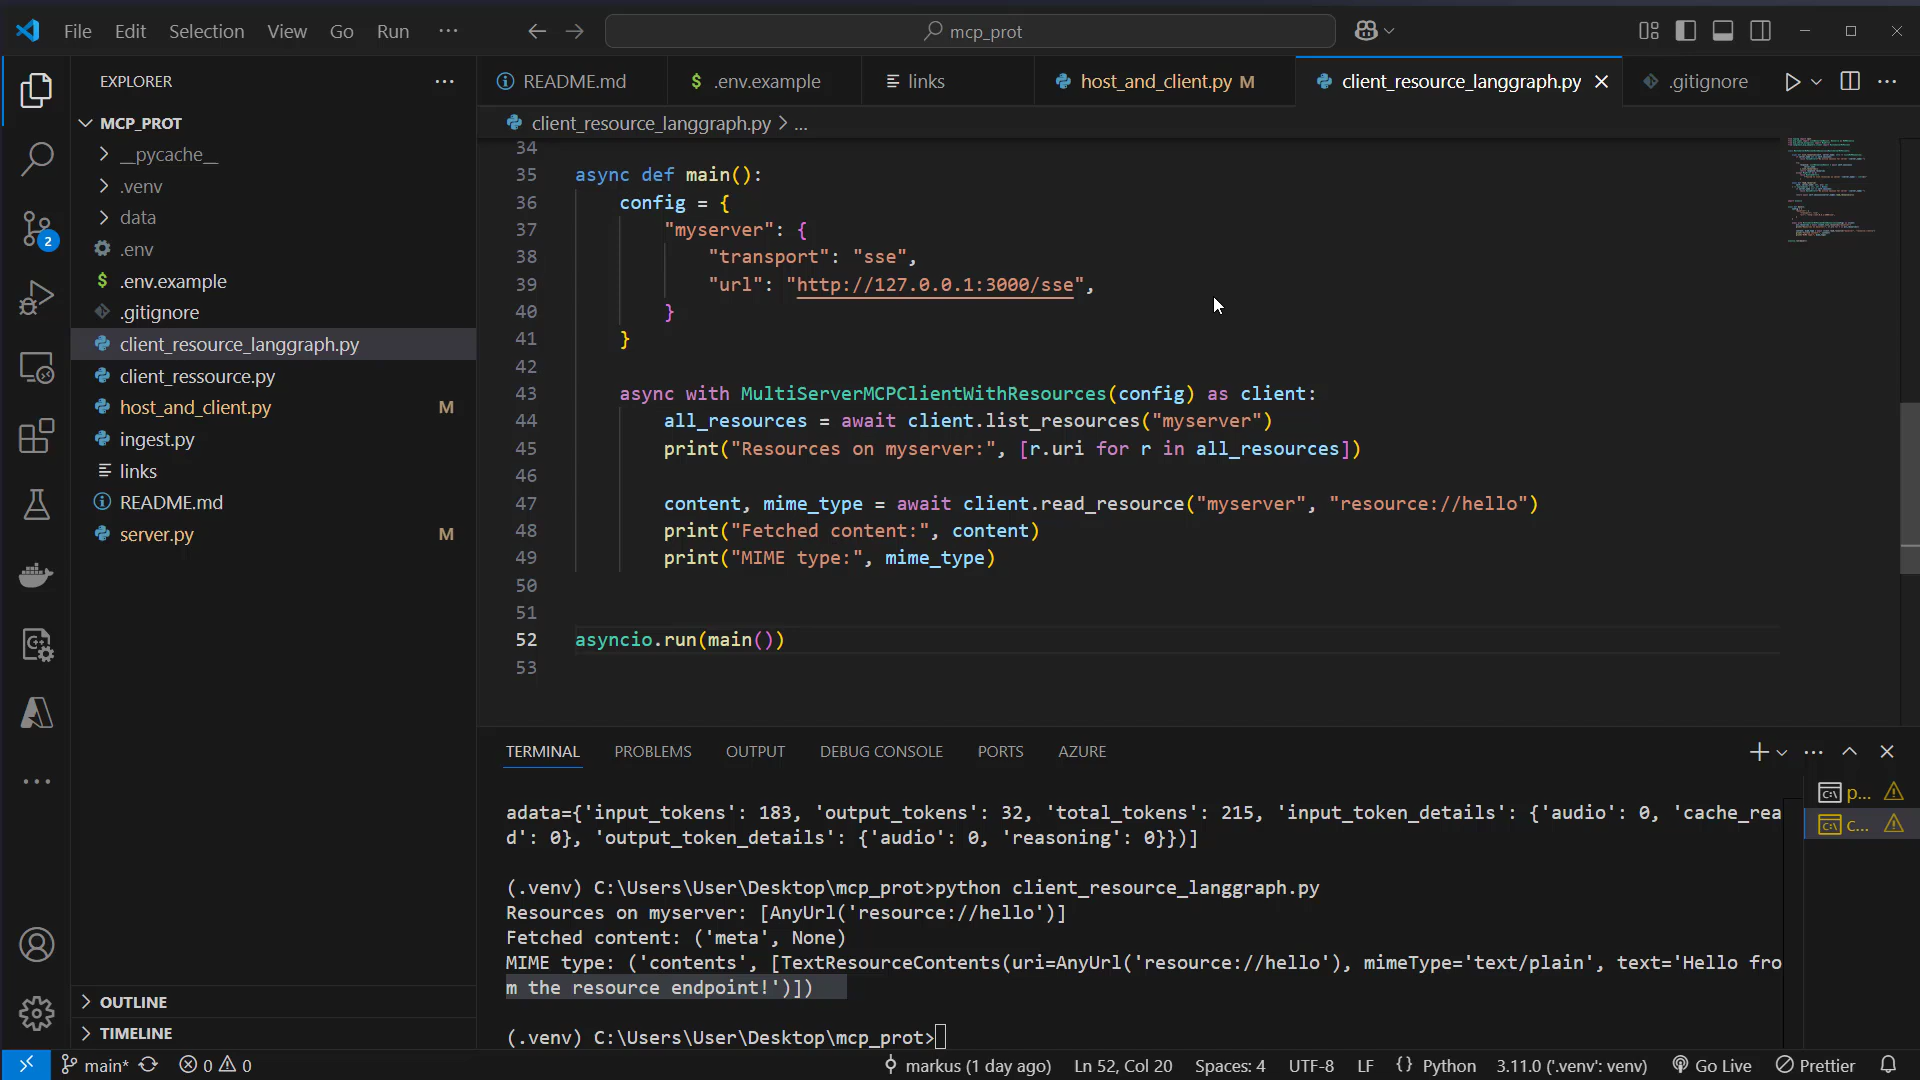 File Edit Selection View Go Run ···
mcp_prot
EXPLORER
MCP_PROT
__pycache__
.venv
data
.env
$ .env.example
.gitignore
client_resource_langgraph.py
client_ressource.py
host_and_client.py M
ingest.py
links
README.md
server.py M
OUTLINE
TIMELINE
2
README.md
$ .env.example
links
host_and_client.py M
client_resource_langgraph.py
.gitignore
client_resource_langgraph.py > ...
34
35 async def main():
36 config = {
37 "myserver": {
38 "transport": "sse",
39 "url": "http://127.0.0.1:3000/sse",
40 }
41 }
42
43 async with MultiServerMCPClientWithResources(config) as client:
44 all_resources = await client.list_resources("myserver")
45 print("Resources on myserver:", [r.uri for r in all_resources])
46
47 content, mime_type = await client.read_resource("myserver", "resource://hello")
48 print("Fetched content:", content)
49 print("MIME type:", mime_type)
50
51
52 asyncio.run(main())
53
TERMINAL PROBLEMS OUTPUT DEBUG CONSOLE PORTS AZURE
adata={'input_tokens': 183, 'output_tokens': 32, 'total_tokens': 215, 'input_token_details': {'audio': 0, 'cache_rea
d': 0}, 'output_token_details': {'audio': 0, 'reasoning': 0}})]
(.venv) C:\Users\User\Desktop\mcp_prot>python client_resource_langgraph.py
Resources on myserver: [AnyUrl('resource://hello')]
Fetched content: ('meta', None)
MIME type: ('contents', [TextResourceContents(uri=AnyUrl('resource://hello'), mimeType='text/plain', text='Hello fro
m the resource endpoint!')])
(.venv) C:\Users\User\Desktop\mcp_prot>
p...
c...
main* 0 0 markus (1 day ago) Ln 52, Col 20 Spaces: 4 UTF-8 LF {} Python 3.11.0 ('.venv': venv) Go Live Prettier